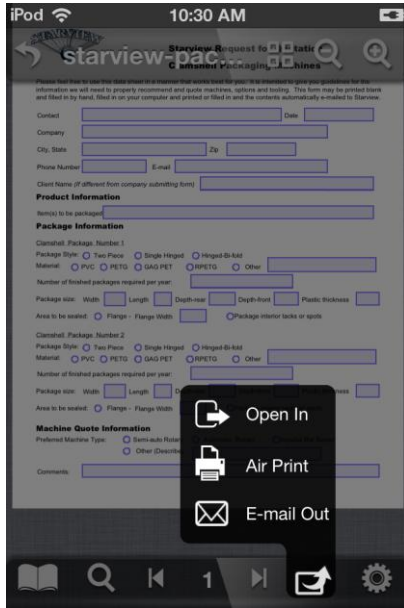 iPod 10:30 AM
STARVIEW
starview-pac...
Starview Request for
Clamshell Packaging Machines
Please feel free to use this data sheet in a manner that works best for you. It is intended to give you guidelines for the
information we will need to properly recommend and quote machines, options and tooling. This form may be printed blank
and filled in by hand, filled in on your computer and printed or filled in and the contents automatically e-mailed to Starview.
Contact Date
Company
City, State Zip
Phone Number E-mail
Client Name (If different from company submitting form)
Product Information
Item(s) to be packaged
Package Information
Clamshell Package Number 1
Package Style: Two Piece Single Hinged Hinged-Bi-fold
Material: PVC PETG GAG PET RPETG Other
Number of finished packages required per year:
Package size: Width Length Depth-rear Depth-front Plastic thickness
Area to be sealed: Flange - Flange Width Package interior tacks or spots
Clamshell Package Number 2
Package Style: Two Piece Single Hinged Hinged-Bi-fold
Material: PVC PETG GAG PET RPETG Other
Number of finished packages required per year:
Package size: Width Length
Area to be sealed: Flange - Flange Width
Machine Quote Information
Preferred Machine Type: Semi-auto Rotary
Other (Describe
Comments:
Open In
Air Print
E-mail Out
1